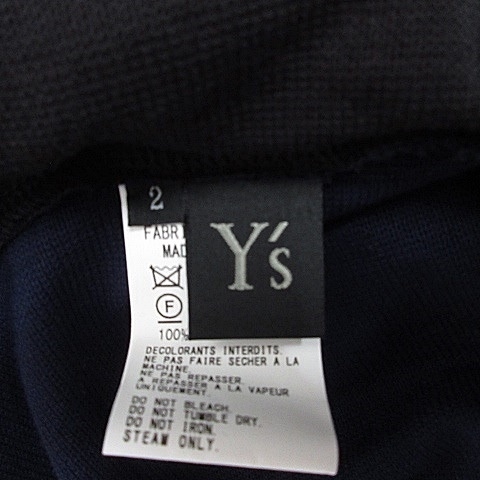 2
Y's
FABRI
MAD
F
100%
DECOLORANTS INTERDITS.
NE PAS FAIRE SECHER A LA
MACHINE.
NE PAS REPASSER.
A REPASSER A LA VAPEUR
UNIQUEMENT.
DO NOT BLEACH.
DO NOT TUMBLE DRY.
DO NOT IRON.
STEAM ONLY.